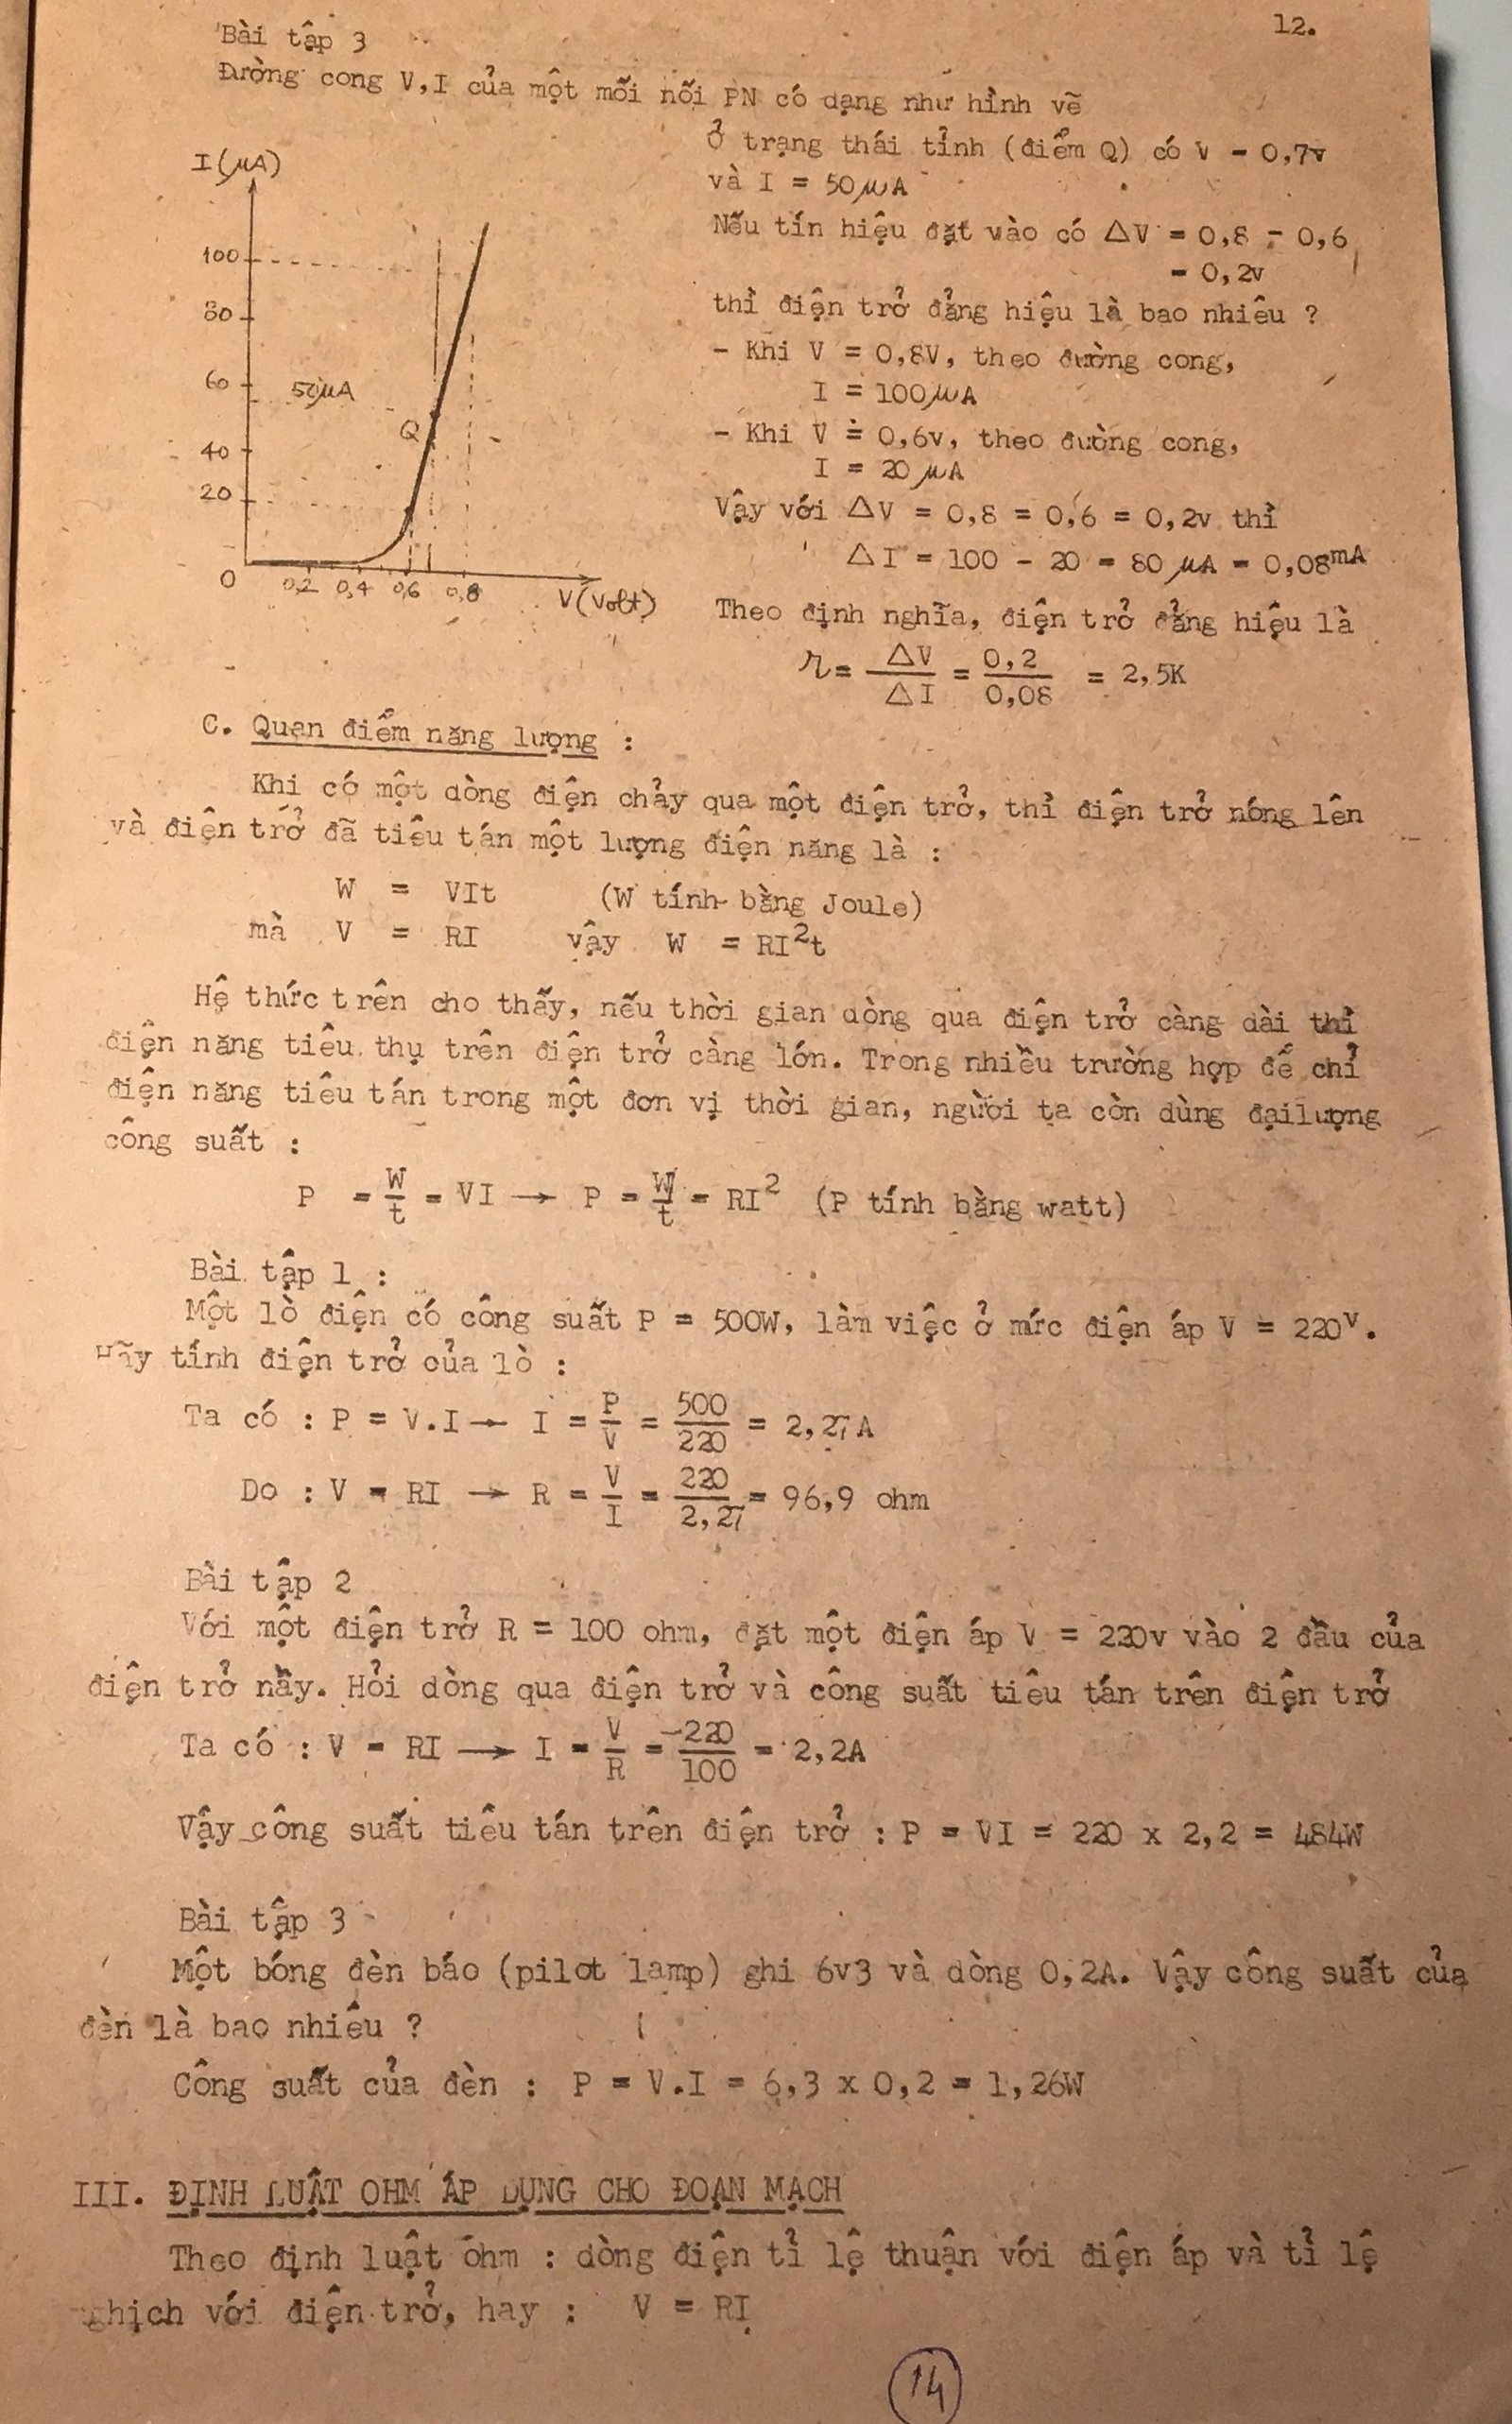 12.
Bài tập 3
Đường cong V,I của một mối nối PN có dạng như hình vẽ
ở trạng thái tỉnh (điểm Q) có V = 0,7v
và I = 50μA
Nếu tín hiệu đặt vào có △V = 0,8 - 0,6
= 0,2v
thì điện trở đẳng hiệu là bao nhiêu ?
- Khi V = 0,8V, theo đường cong,
I = 100μA
- Khi V = 0,6v, theo đường cong,
I = 20 μA
Vậy với △V = 0,8 = 0,6 = 0,2v thì
△I = 100 - 20 = 80 μA = 0,08mA
Theo định nghĩa, điện trở đẳng hiệu là
r = △V/△I = 0,2/0,08 = 2,5K
I(μA)
100
80
60
50μA
Q
40
20
0
0,2 0,4 0,6 0,8 V(volt)
C. Quan điểm năng lượng :
Khi có một dòng điện chảy qua một điện trở, thì điện trở nóng lên
và điện trở đã tiêu tán một lượng điện năng là :
W = VIt (W tính bằng Joule)
mà V = RI vậy W = RI²t
Hệ thức trên cho thấy, nếu thời gian dòng qua điện trở càng dài thì
điện năng tiêu thụ trên điện trở càng lớn. Trong nhiều trường hợp để chỉ
điện năng tiêu tán trong một đơn vị thời gian, người ta còn dùng đại lượng
công suất :
P = W/t = VI → P = W/t = RI² (P tính bằng watt)
Bài tập 1 :
Một lò điện có công suất P = 500W, làm việc ở mức điện áp V = 220v.
Hãy tính điện trở của lò :
Ta có : P = V.I → I = P/V = 500/220 = 2,27A
Do : V = RI → R = V/I = 220/2,27 = 96,9 ohm
Bài tập 2
Với một điện trở R = 100 ohm, đặt một điện áp V = 220v vào 2 đầu của
điện trở nầy. Hỏi dòng qua điện trở và công suất tiêu tán trên điện trở
Ta có : V = RI → I = V/R = 220/100 = 2,2A
Vậy công suất tiêu tán trên điện trở : P = VI = 220 x 2,2 = 484W
Bài tập 3
Một bóng đèn báo (pilot lamp) ghi 6v3 và dòng 0,2A. Vậy công suất của
đèn là bao nhiêu ?
Công suất của đèn : P = V.I = 6,3 x 0,2 = 1,26W
III. ĐỊNH LUẬT OHM ÁP DỤNG CHO ĐOẠN MẠCH
Theo định luật ohm : dòng điện tỉ lệ thuận với điện áp và tỉ lệ
nghịch với điện trở, hay : V = RI
14